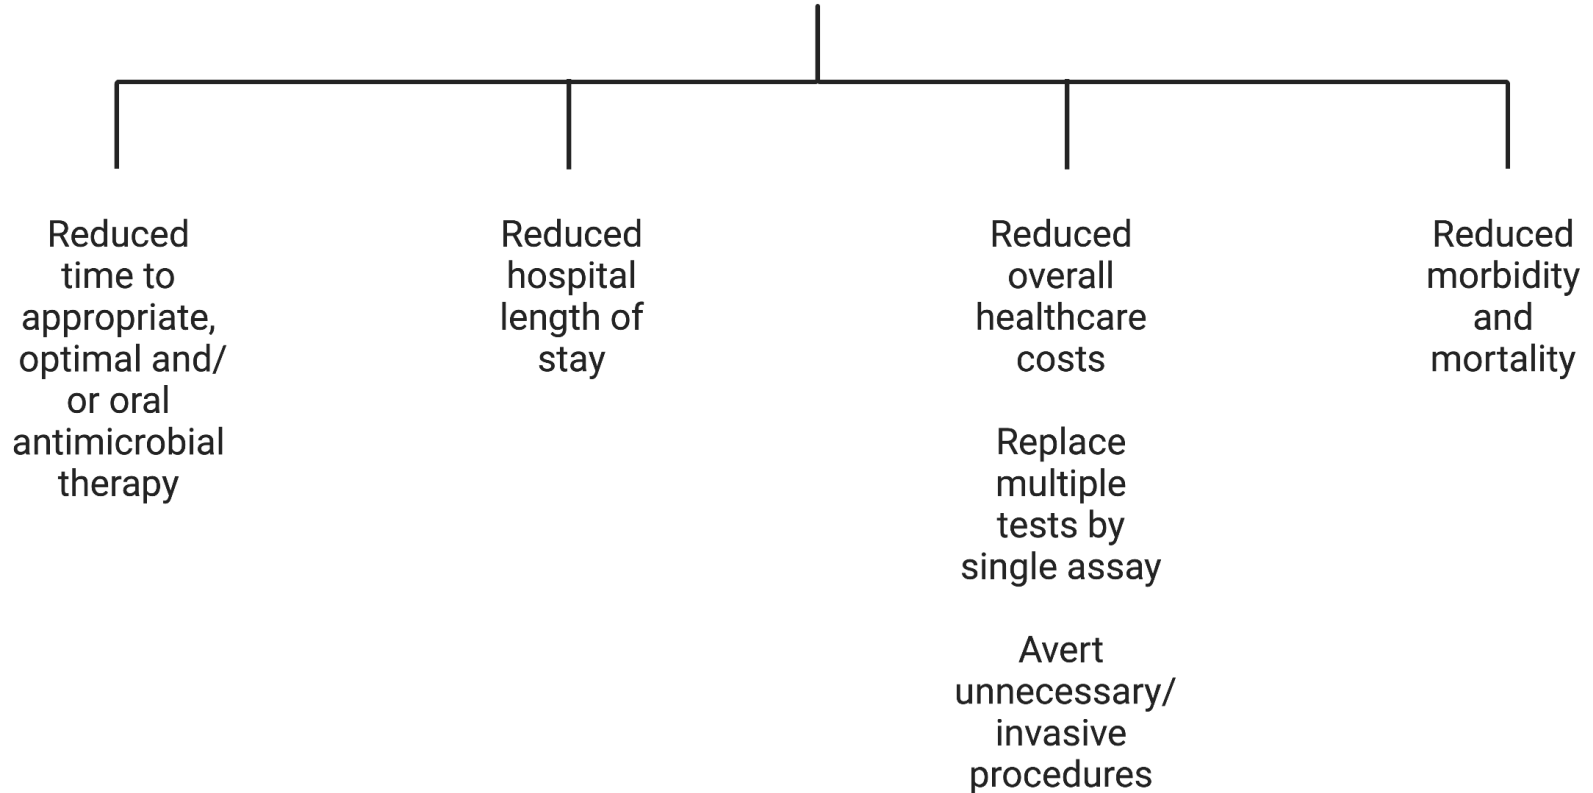 Reduced
time to
appropriate,
optimal and/
or oral
antimicrobial
therapy
Reduced
hospital
length of
stay
Reduced
overall
healthcare
costs
Replace
multiple
tests by
single assay
Avert
unnecessary/
invasive
procedures
Reduced
morbidity
and
mortality